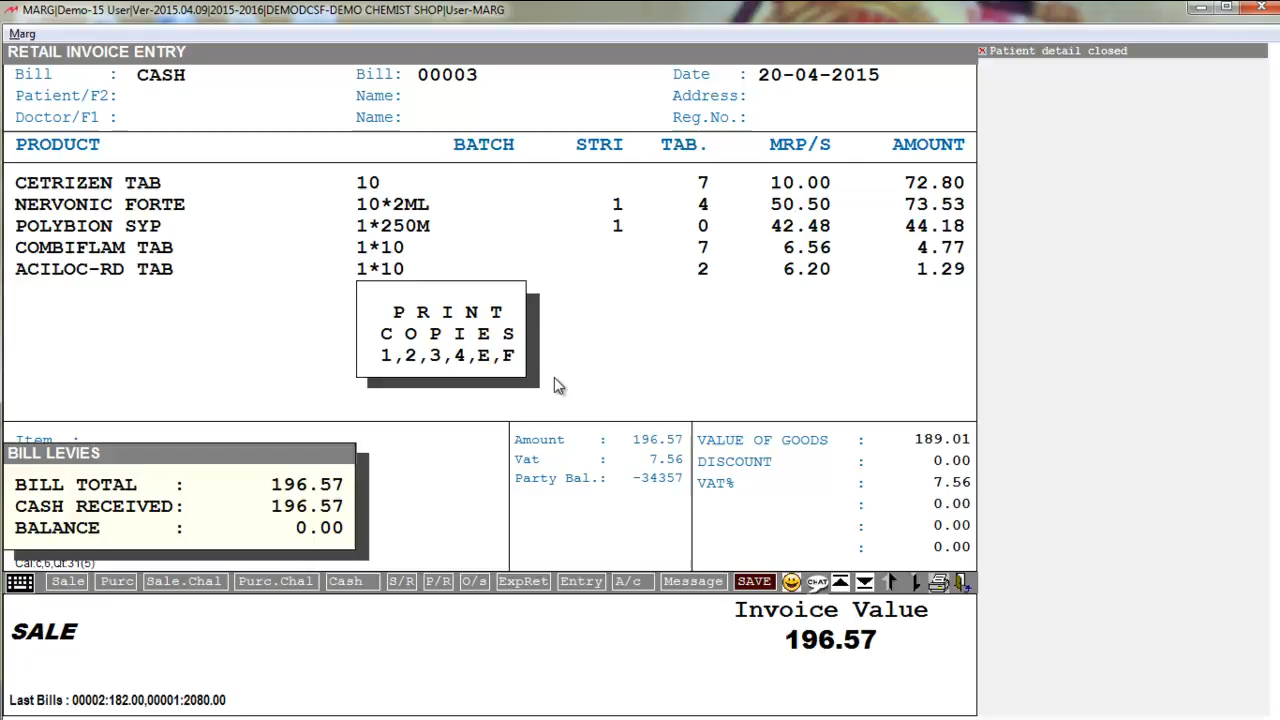 MARG|Demo-15 User|Ver-2015.04.09|2015-2016|DEMODCSF-DEMO CHEMIST SHOP|User-MARG
Marg
RETAIL INVOICE ENTRY
Patient detail closed
Bill : CASH Bill: 00003 Date : 20-04-2015
Patient/F2: Name: Address:
Doctor/F1 : Name: Reg.No.:
PRODUCT BATCH STRI TAB. MRP/S AMOUNT
CETRIZEN TAB 10 7 10.00 72.80
NERVONIC FORTE 10*2ML 1 4 50.50 73.53
POLYBION SYP 1*250M 1 0 42.48 44.18
COMBIFLAM TAB 1*10 7 6.56 4.77
ACILOC-RD TAB 1*10 2 6.20 1.29
P R I N T
C O P I E S
1,2,3,4,E,F
Item :
BILL LEVIES
BILL TOTAL : 196.57
CASH RECEIVED: 196.57
BALANCE : 0.00
Cal:c,6,Qt:31(5)
Amount : 196.57
Vat : 7.56
Party Bal.: -34357
VALUE OF GOODS : 189.01
DISCOUNT : 0.00
VAT% : 7.56
: 0.00
: 0.00
: 0.00
Sale Purc Sale.Chal Purc.Chal Cash S/R P/R O/s ExpRet Entry A/c Message SAVE CHAT
SALE
Invoice Value
196.57
Last Bills : 00002:182.00,00001:2080.00